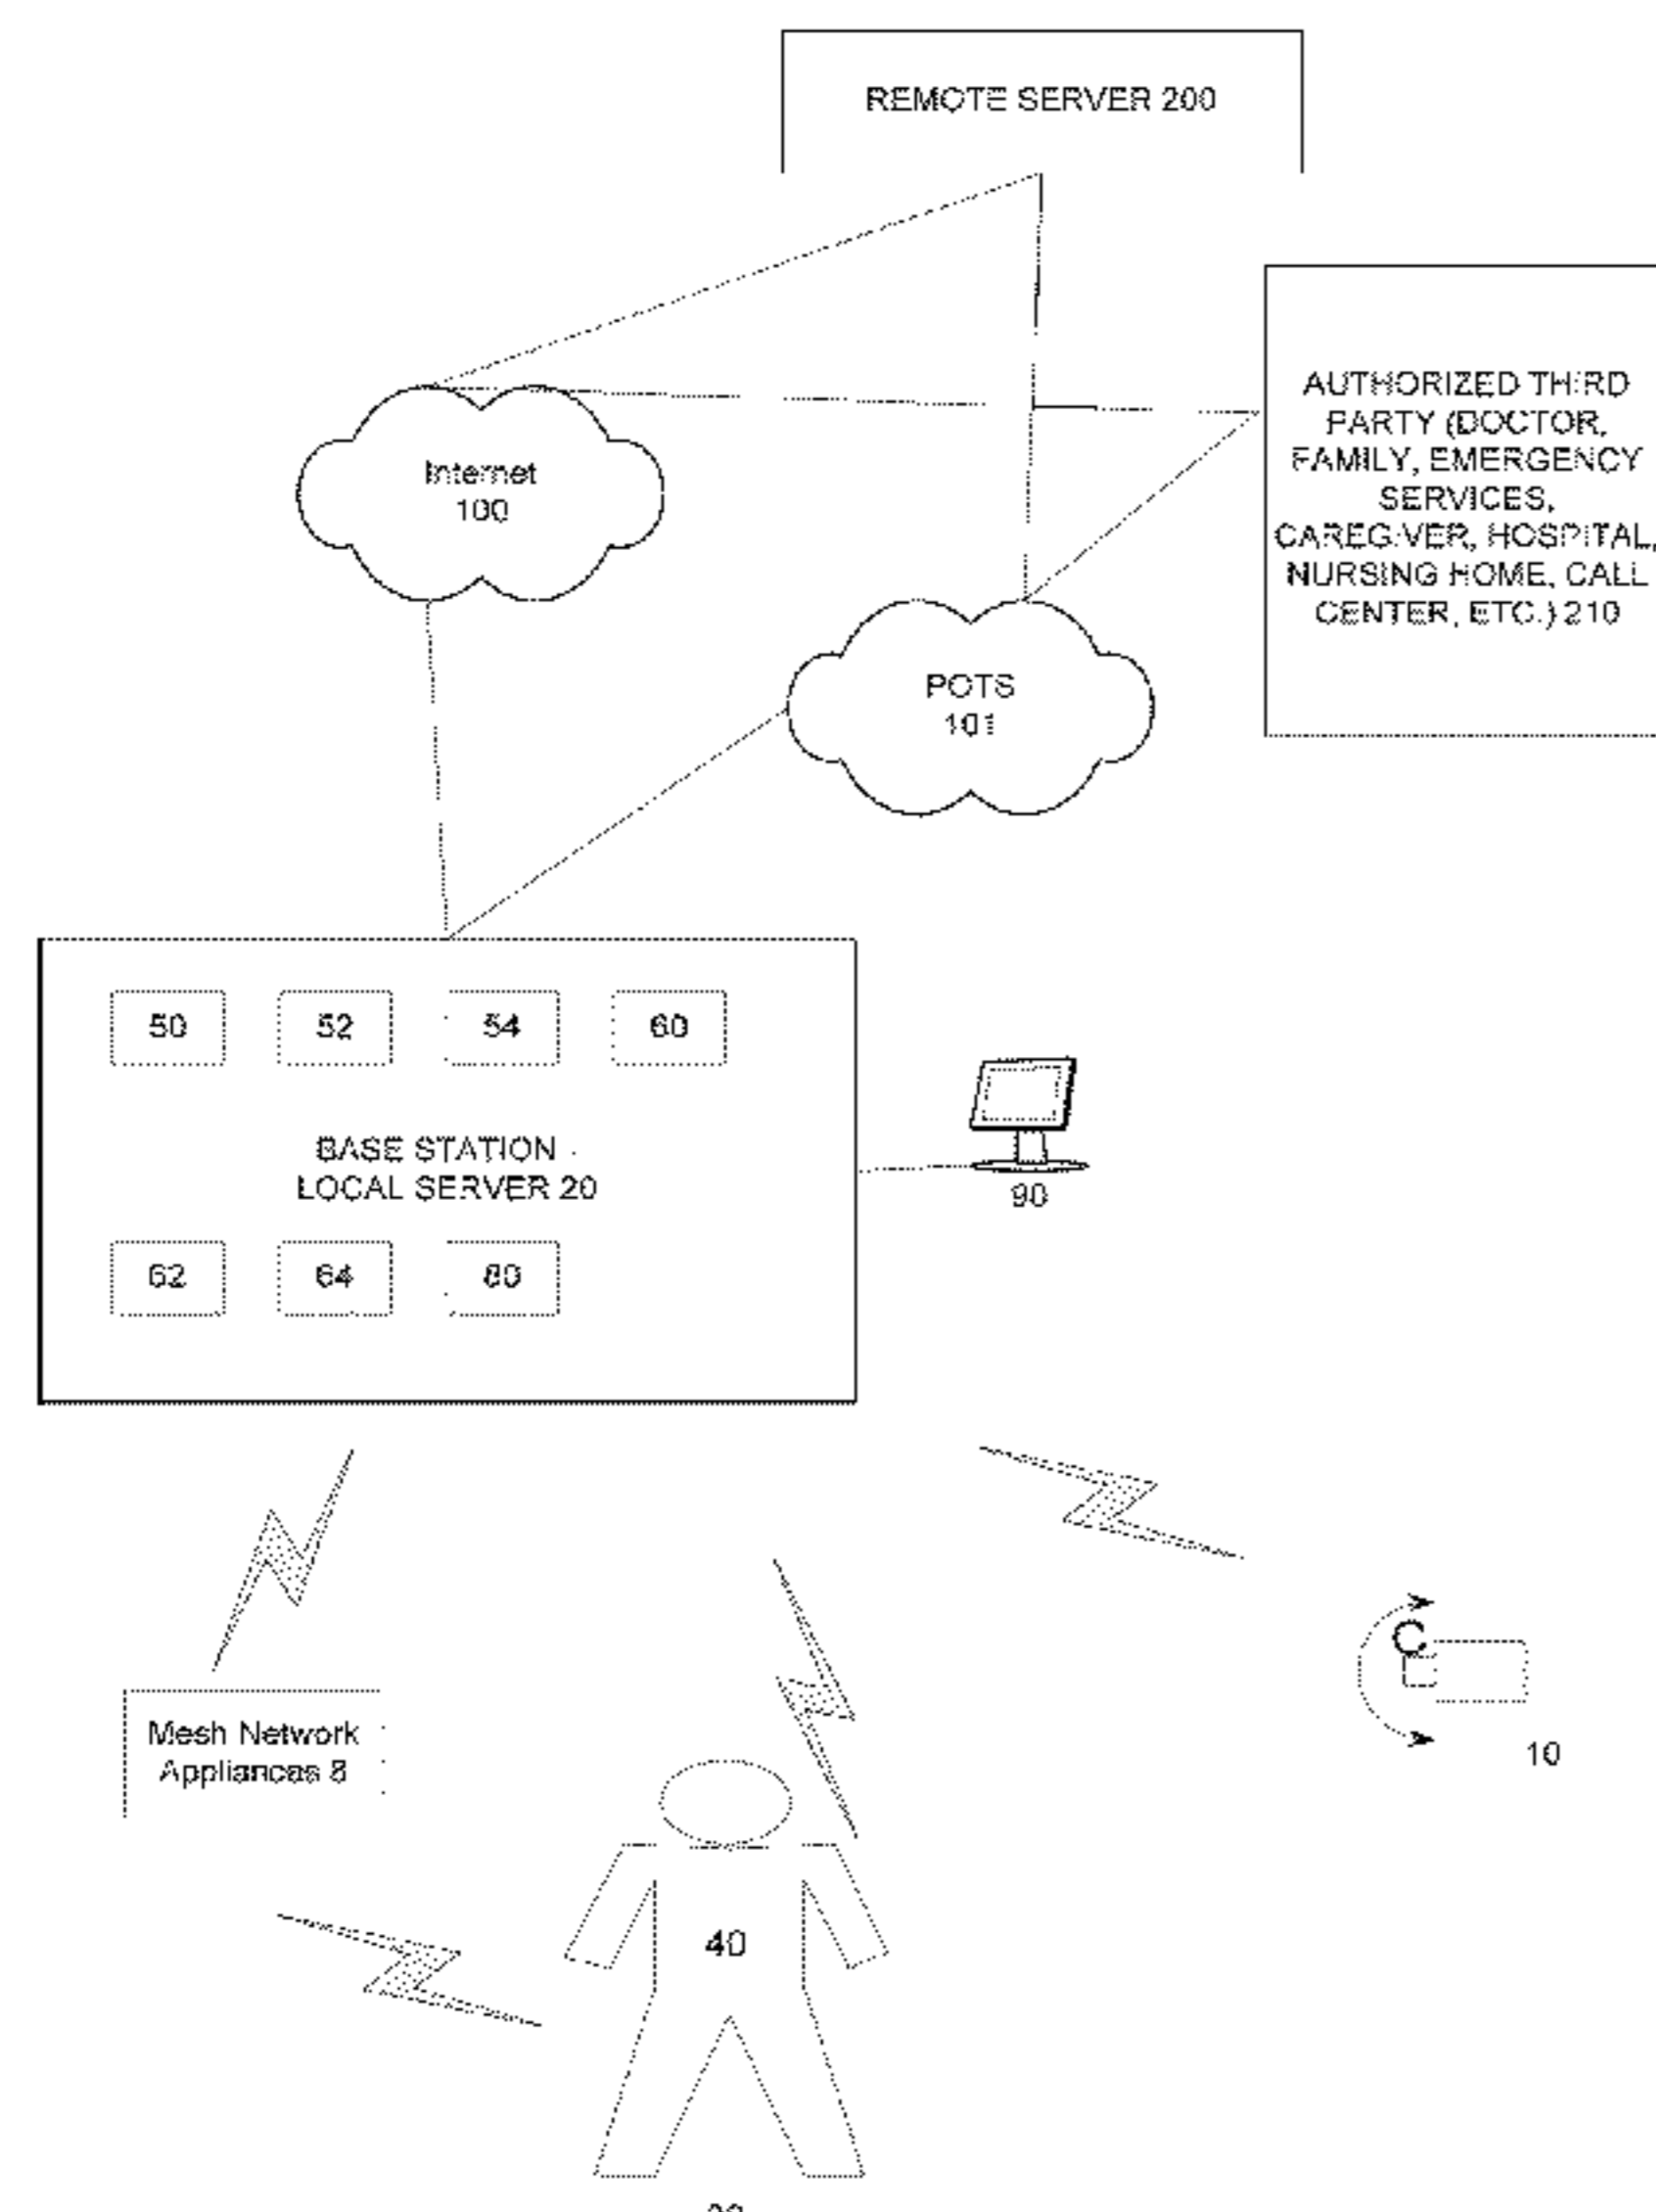 REMOTE SERVER 200
AUTHORIZED THIRD
PARTY (DOCTOR,
FAMILY, EMERGENCY
SERVICES,
CAREGIVER, HOSPITAL,
NURSING HOME, CALL
CENTER, ETC.) 210
Internet
100
POTS
101
50 52 54 60
BASE STATION -
LOCAL SERVER 20
90
62 64 80
C
10
Mesh Network
Appliances 8
40